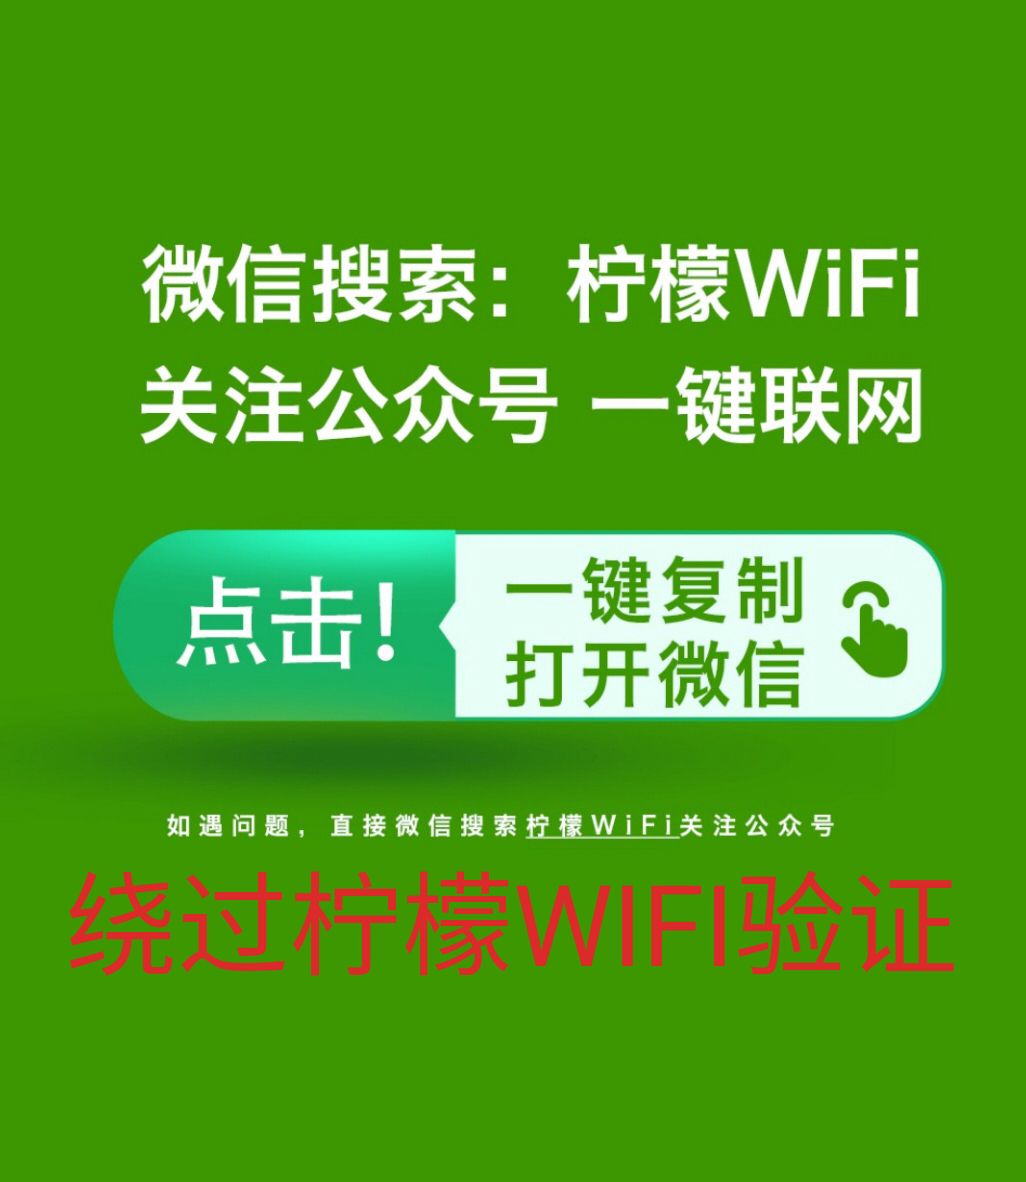 微信搜索：柠檬WiFi
关注公众号 一键联网
点击!
一键复制
打开微信
如遇问题，直接微信搜索柠檬WiFi关注公众号
绕过柠檬WIFI验证